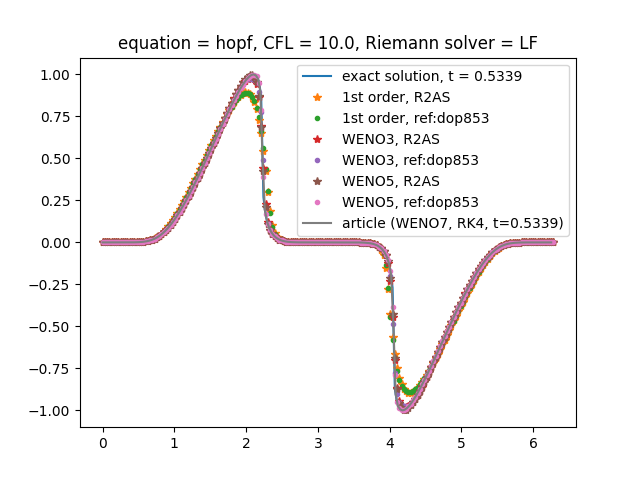 equation = hopf, CFL = 10.0, Riemann solver = LF
exact solution, t = 0.5339
1st order, R2AS
1st order, ref:dop853
WENO3, R2AS
WENO3, ref:dop853
WENO5, R2AS
WENO5, ref:dop853
article (WENO7, RK4, t=0.5339)
1.00
0.75
0.50
0.25
0.00
−0.25
−0.50
−0.75
−1.00
0 1 2 3 4 5 6